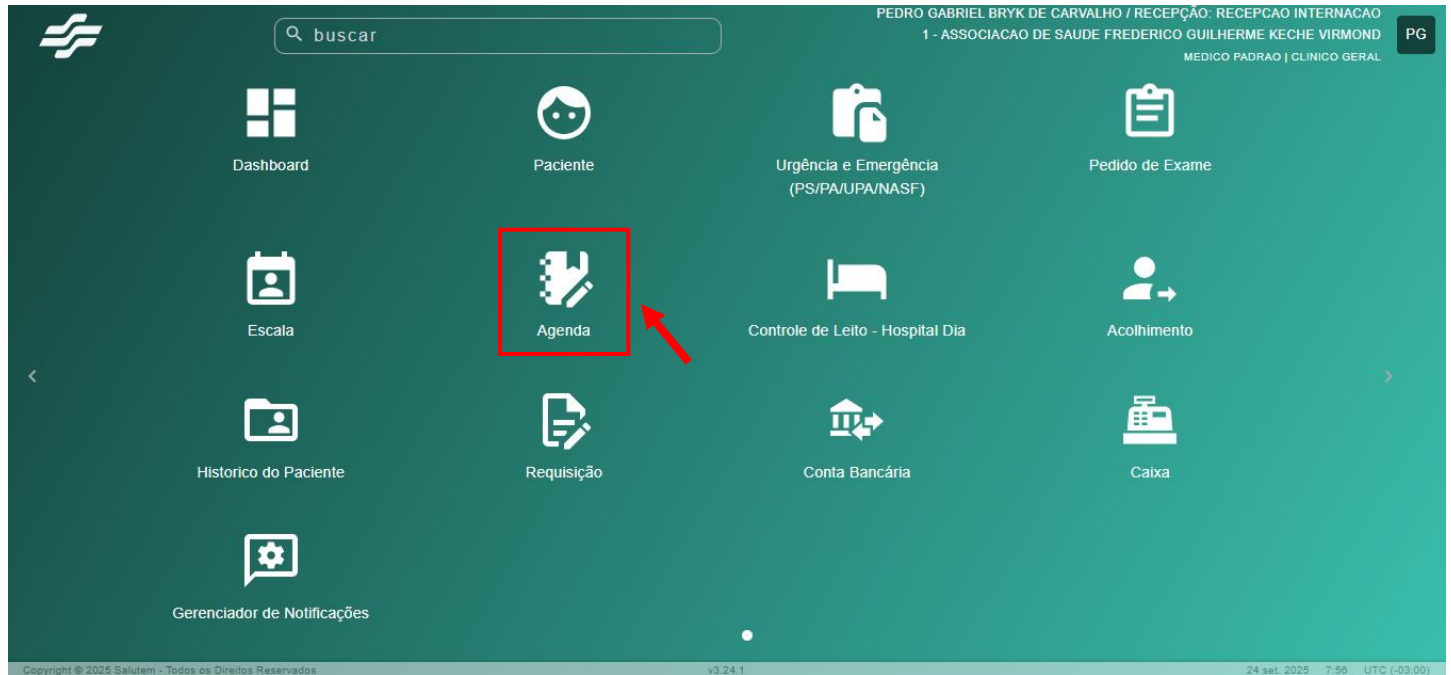 buscar
PEDRO GABRIEL BRYK DE CARVALHO / RECEPÇÃO: RECEPCAO INTERNACAO
1 - ASSOCIACAO DE SAUDE FREDERICO GUILHERME KECHE VIRMOND
MEDICO PADRAO | CLINICO GERAL
PG
Dashboard
Paciente
Urgência e Emergência
(PS/PA/UPA/NASF)
Pedido de Exame
Escala
Agenda
Controle de Leito - Hospital Dia
Acolhimento
Historico do Paciente
Requisição
Conta Bancária
Caixa
Gerenciador de Notificações
Copyright © 2025 Salutem - Todos os Direitos Reservados
v3.24.1
24 set. 2025 7:56 UTC (-03:00)